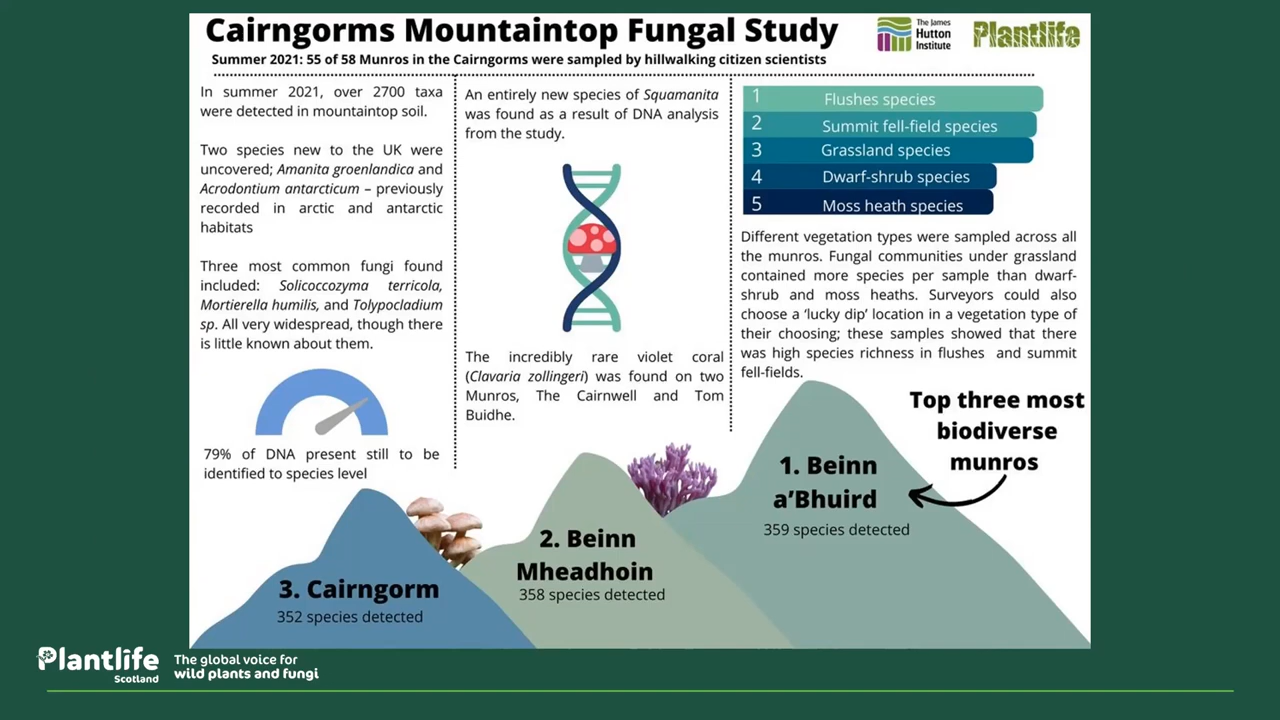 Cairngorms Mountaintop Fungal Study
Summer 2021: 55 of 58 Munros in the Cairngorms were sampled by hillwalking citizen scientists
The James
Hutton
Institute
Plantlife
In summer 2021, over 2700 taxa
were detected in mountaintop soil.
Two species new to the UK were
uncovered; Amanita groenlandica and
Acrodontium antarcticum – previously
recorded in arctic and antarctic
habitats
Three most common fungi found
included: Solicoccozyma terricola,
Mortierella humilis, and Tolypocladium
sp. All very widespread, though there
is little known about them.
79% of DNA present still to be
identified to species level
An entirely new species of Squamanita
was found as a result of DNA analysis
from the study.
The incredibly rare violet coral
(Clavaria zollingeri) was found on two
Munros, The Cairnwell and Tom
Buidhe.
1 Flushes species
2 Summit fell-field species
3 Grassland species
4 Dwarf-shrub species
5 Moss heath species
Different vegetation types were sampled across all
the munros. Fungal communities under grassland
contained more species per sample than dwarf-
shrub and moss heaths. Surveyors could also
choose a ‘lucky dip’ location in a vegetation type of
their choosing; these samples showed that there
was high species richness in flushes and summit
fell-fields.
Top three most
biodiverse
munros
1. Beinn
a’Bhuird
359 species detected
2. Beinn
Mheadhoin
358 species detected
3. Cairngorm
352 species detected
Plantlife
Scotland
The global voice for
wild plants and fungi